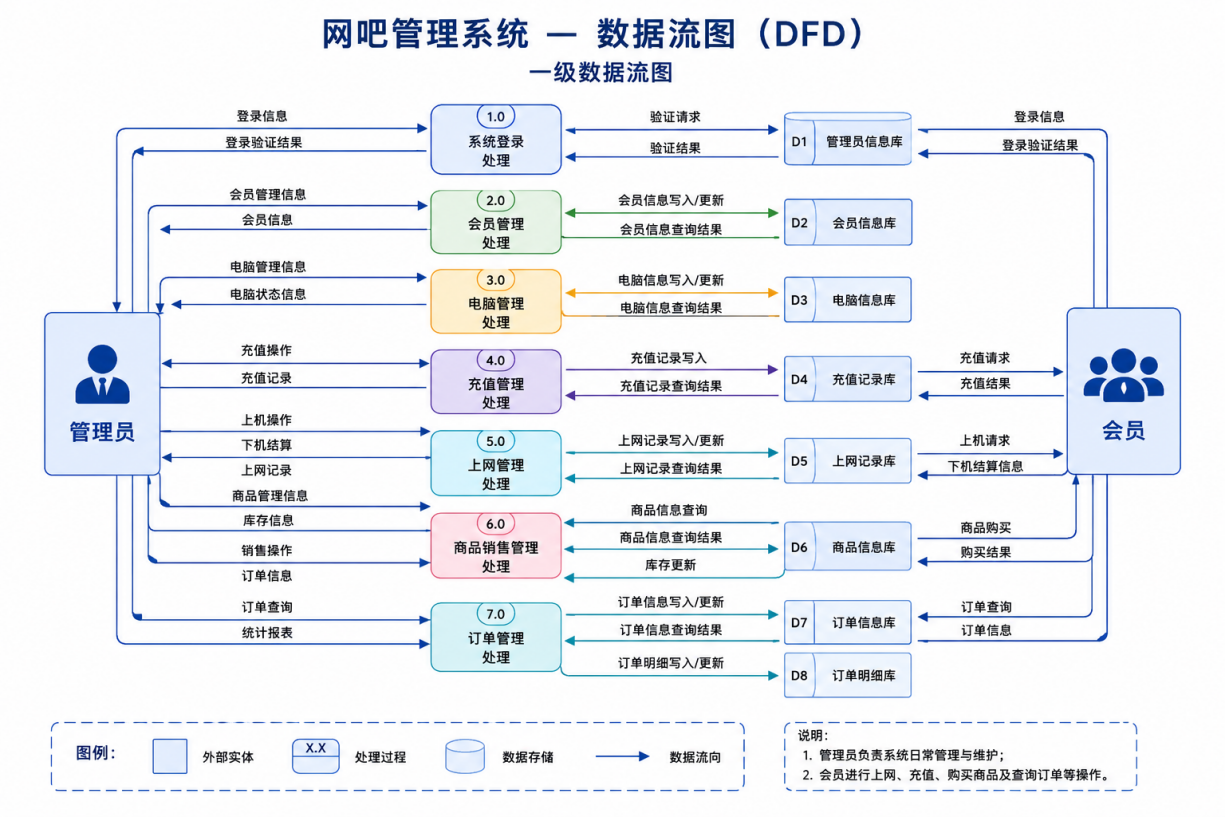 网吧管理系统 — 数据流图（DFD）
一级数据流图
登录信息
登录验证结果
1.0
系统登录
处理
验证请求
验证结果
D1 管理员信息库
登录信息
登录验证结果
会员管理信息
会员信息
2.0
会员管理
处理
会员信息写入/更新
会员信息查询结果
D2 会员信息库
电脑管理信息
电脑状态信息
3.0
电脑管理
处理
电脑信息写入/更新
电脑信息查询结果
D3 电脑信息库
管理员
会员
充值操作
充值记录
4.0
充值管理
处理
充值记录写入
充值记录查询结果
D4 充值记录库
充值请求
充值结果
上机操作
下机结算
上网记录
5.0
上网管理
处理
上网记录写入/更新
上网记录查询结果
D5 上网记录库
上机请求
下机结算信息
商品管理信息
库存信息
销售操作
订单信息
6.0
商品销售管理
处理
商品信息查询
商品信息查询结果
库存更新
D6 商品信息库
商品购买
购买结果
订单查询
统计报表
7.0
订单管理
处理
订单信息写入/更新
订单信息查询结果
订单明细写入/更新
D7 订单信息库
D8 订单明细库
订单查询
订单信息
图例：
外部实体
X.X
处理过程
数据存储
数据流向
说明：
1. 管理员负责系统日常管理与维护；
2. 会员进行上网、充值、购买商品及查询订单等操作。